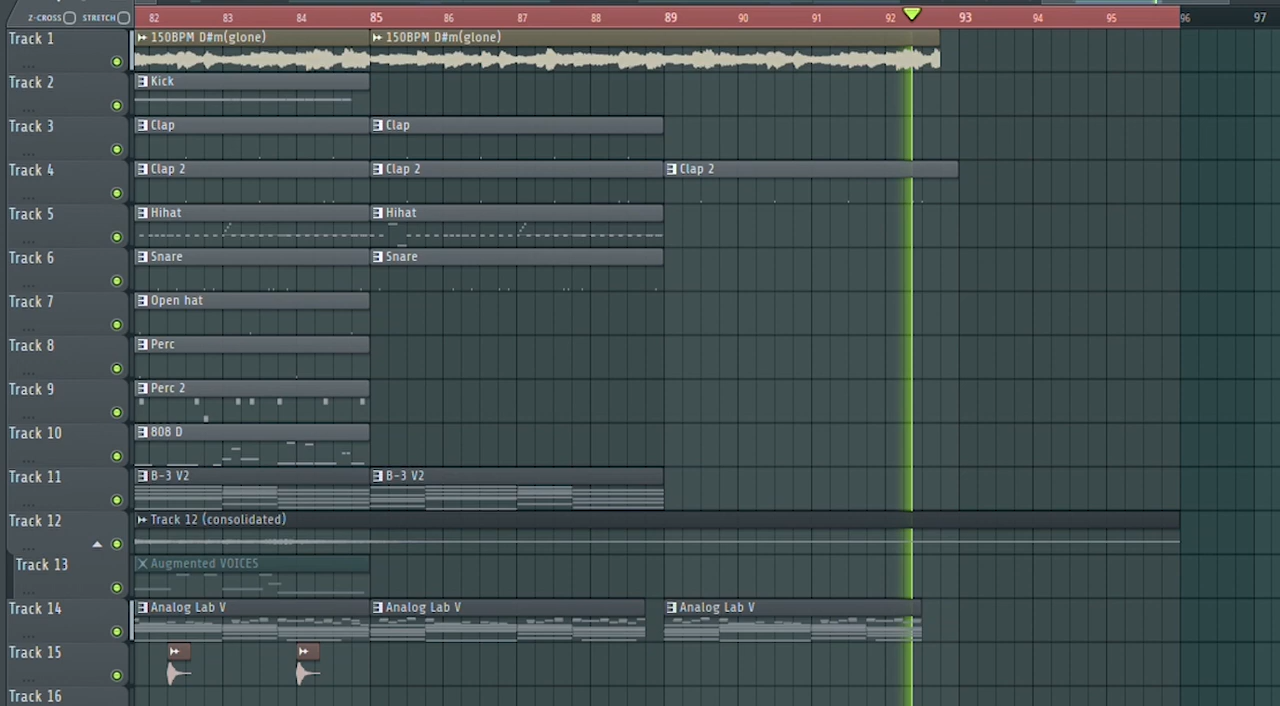 Z-CROSS STRETCH 82 83 84 85 86 87 88 89 90 91 92 93 94 95 96 97
Track 1 150BPM D#m(glone) 150BPM D#m(glone)
Track 2 Kick
Track 3 Clap Clap
Track 4 Clap 2 Clap 2 Clap 2
Track 5 Hihat Hihat
Track 6 Snare Snare
Track 7 Open hat
Track 8 Perc
Track 9 Perc 2
Track 10 808 D
Track 11 B-3 V2 B-3 V2
Track 12 Track 12 (consolidated)
Track 13 Augmented VOICES
Track 14 Analog Lab V Analog Lab V Analog Lab V
Track 15
Track 16